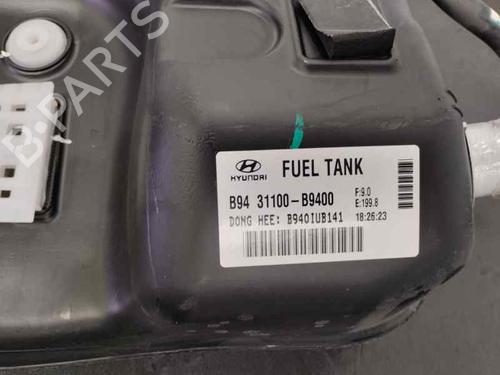 B-PARTS
HYUNDAI
FUEL TANK
B94 31100-B9400
F:9.0
E:199.8
DONG HEE: B940IUB141 18:26:23